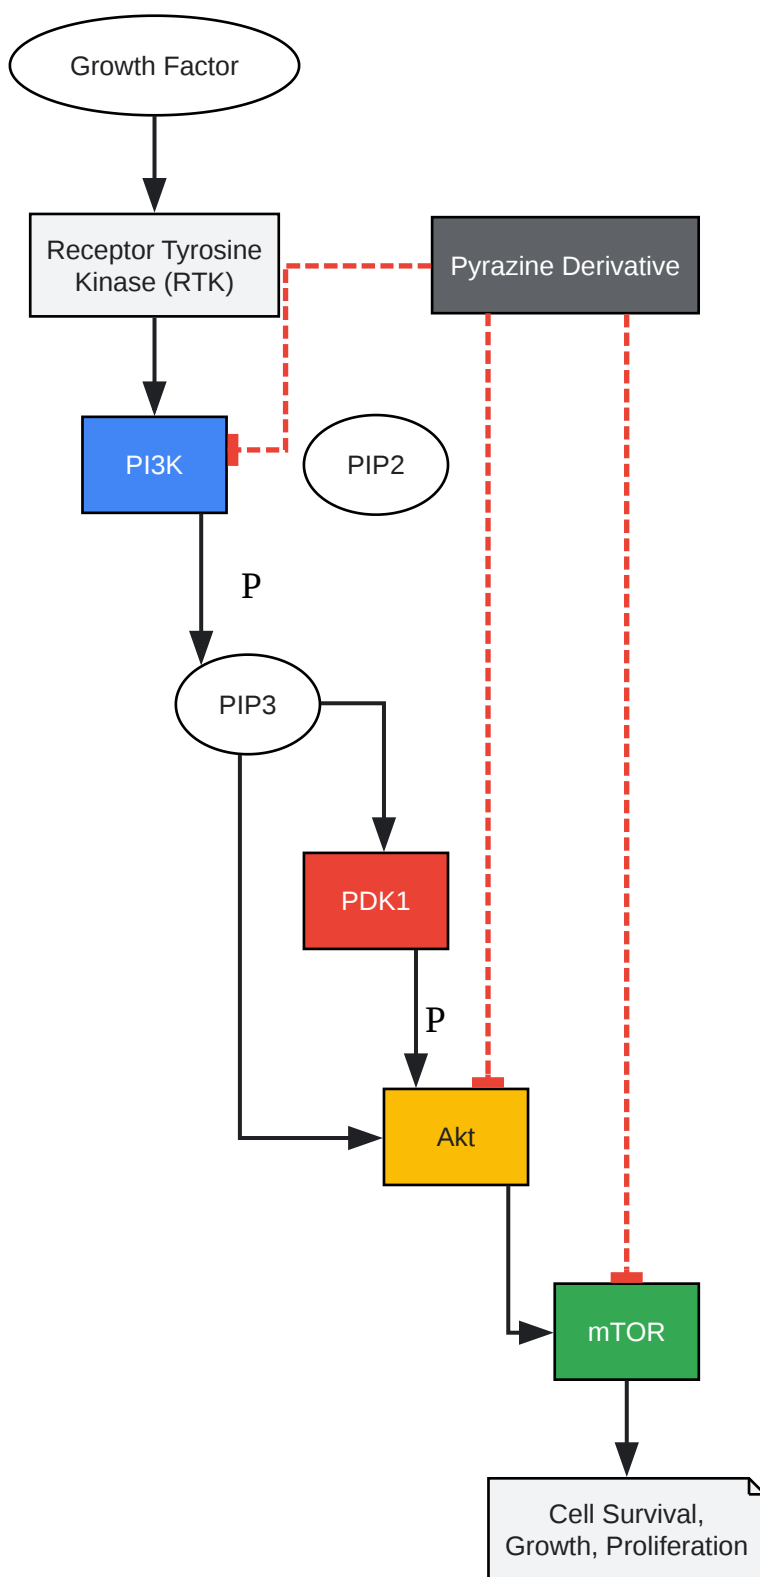 Growth Factor
Receptor Tyrosine
Kinase (RTK)
Pyrazine Derivative
PI3K
PIP2
P
PIP3
PDK1
P
Akt
mTOR
Cell Survival,
Growth, Proliferation